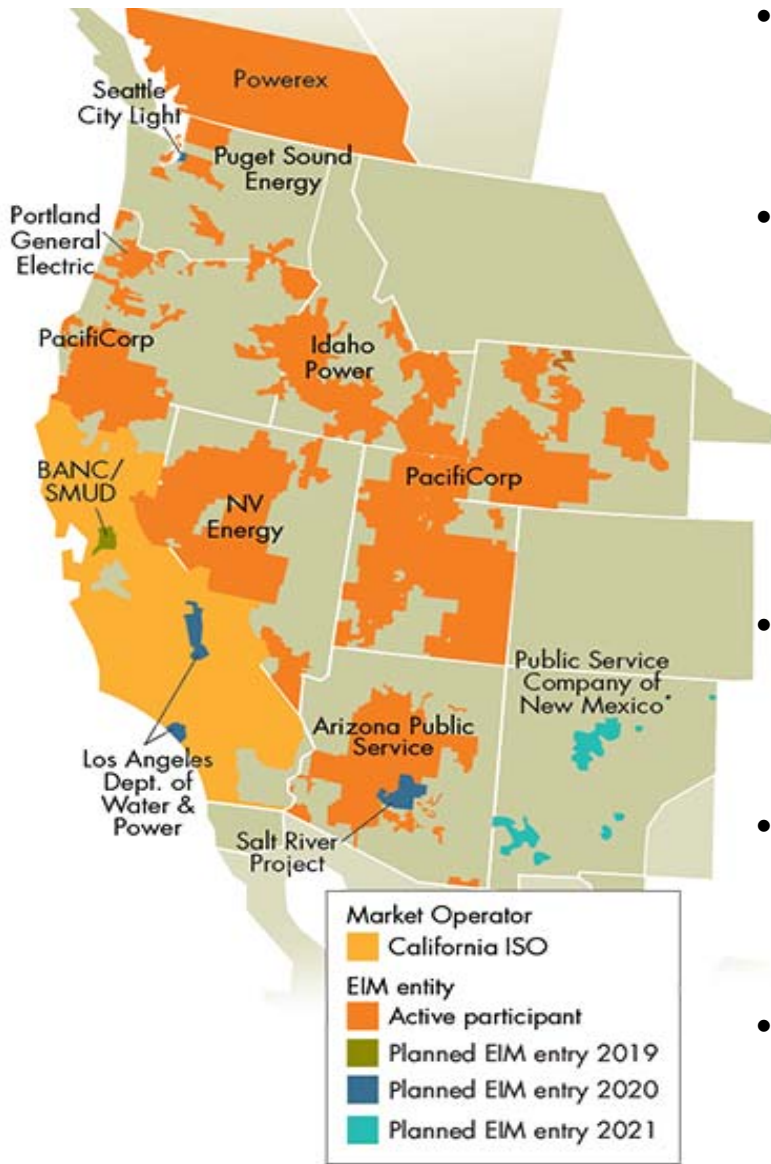 Powerex
Seattle
City Light
Puget Sound
Energy
Portland
General
Electric
PacifiCorp
Idaho
Power
BANC/
SMUD
NV
Energy
PacifiCorp
Public Service
Company of
New Mexico
Arizona Public
Service
Los Angeles
Dept. of
Water &
Power
Salt River
Project
Market Operator
California ISO
EIM entity
Active participant
Planned EIM entry 2019
Planned EIM entry 2020
Planned EIM entry 2021